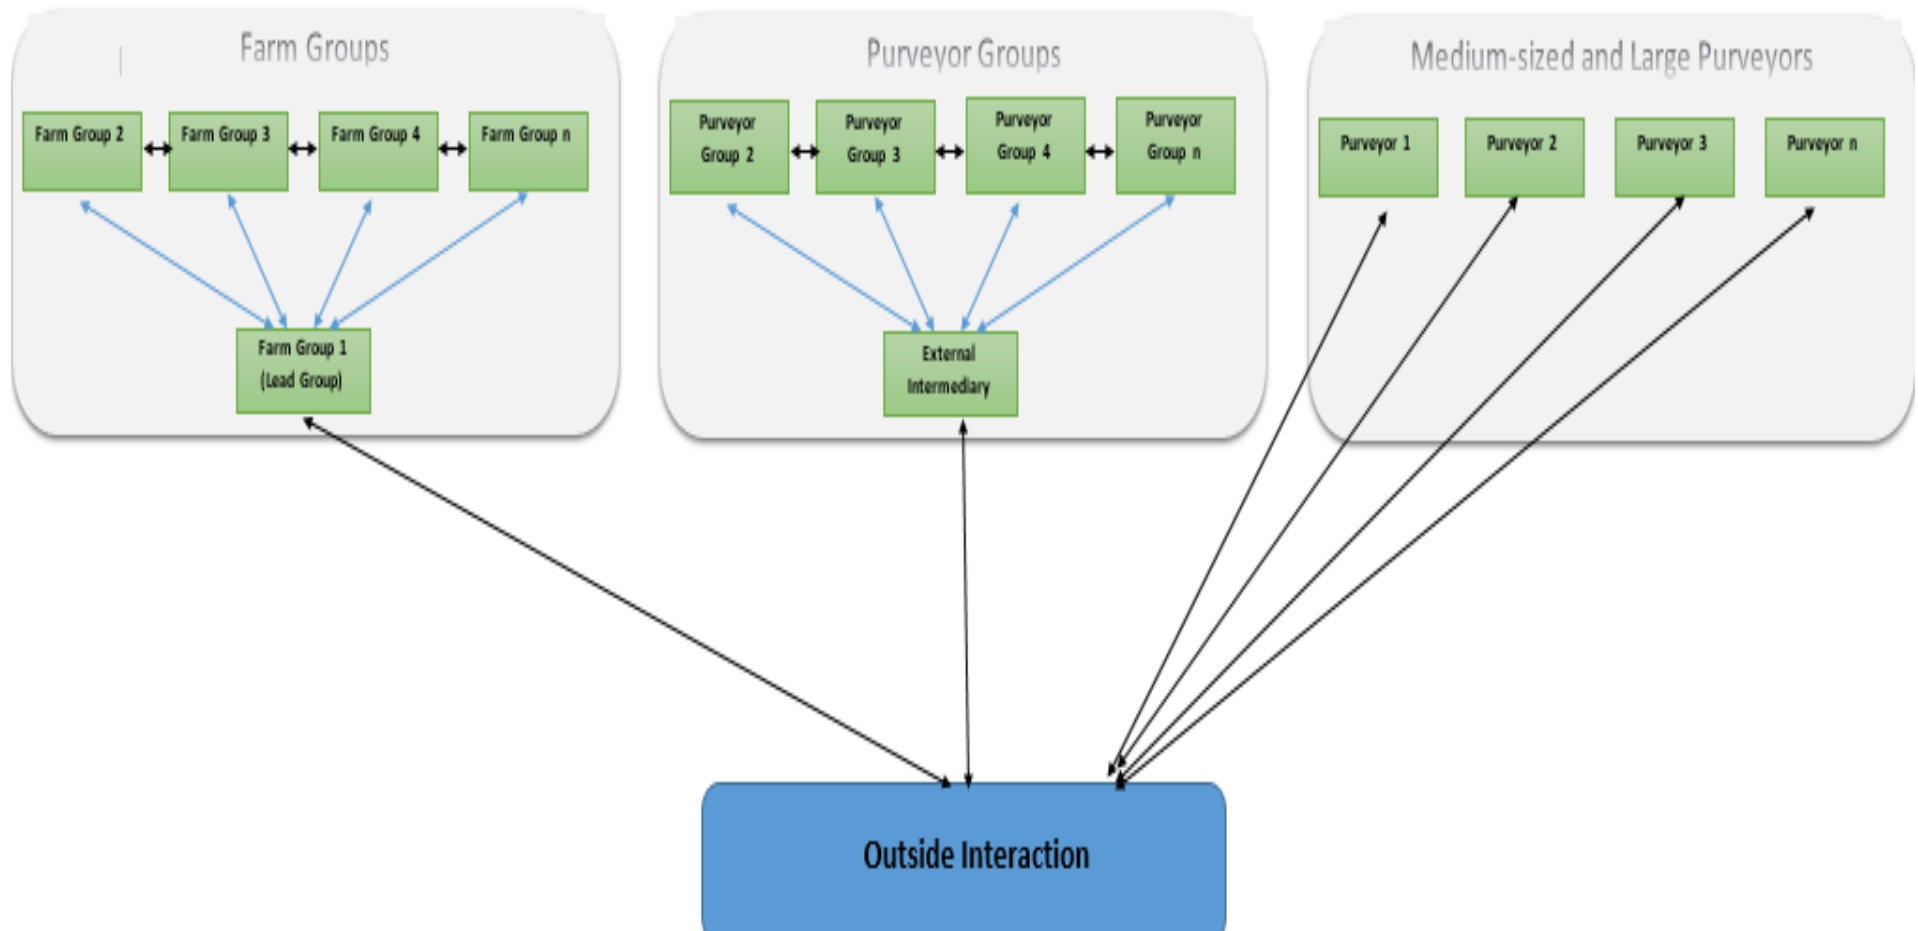 Farm Groups
Farm Group 2
Farm Group 3
Farm Group 4
Farm Group n
Farm Group 1
(Lead Group)
Purveyor Groups
Purveyor
Group 2
Purveyor
Group 3
Purveyor
Group 4
Purveyor
Group n
External
Intermediary
Medium-sized and Large Purveyors
Purveyor 1
Purveyor 2
Purveyor 3
Purveyor n
Outside Interaction